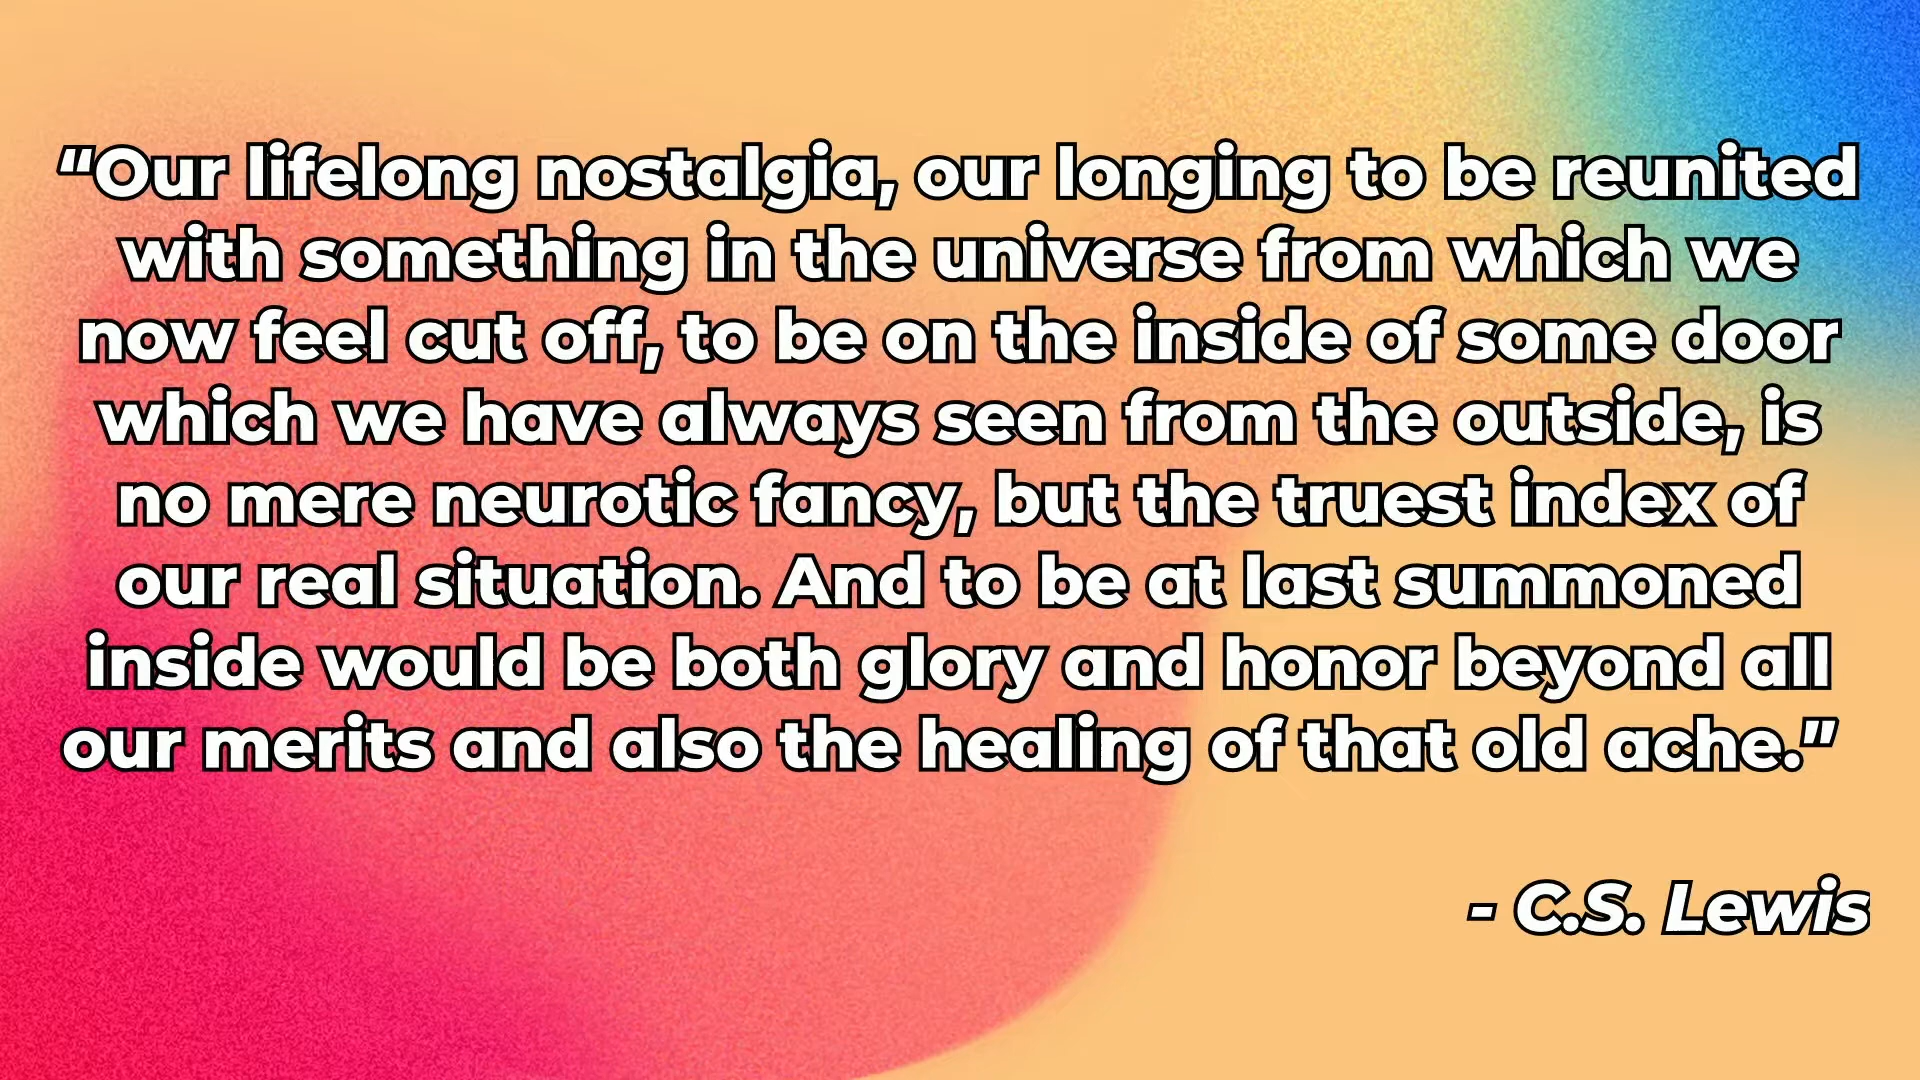 “Our lifelong nostalgia, our longing to be reunited
with something in the universe from which we
now feel cut off, to be on the inside of some door
which we have always seen from the outside, is
no mere neurotic fancy, but the truest index of
our real situation. And to be at last summoned
inside would be both glory and honor beyond all
our merits and also the healing of that old ache.”
- C.S. Lewis